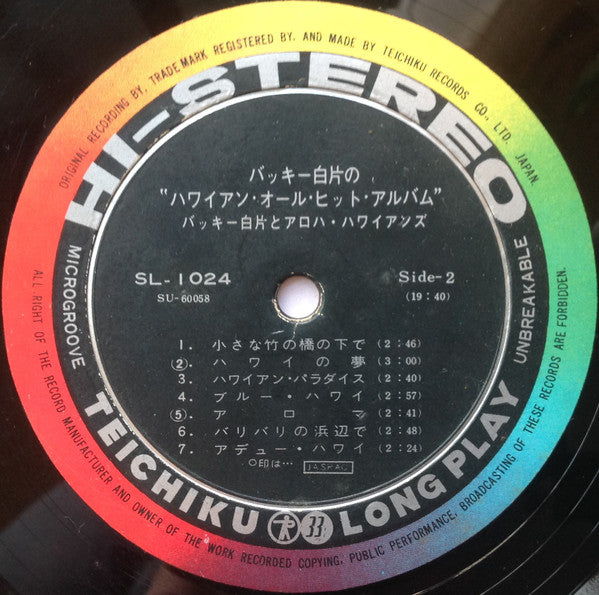 ORIGINAL RECORDING BY, TRADE MARK REGISTERED BY, AND MADE BY TEICHIKU RECORDS CO., LTD. JAPAN.
HI-STEREO
バッキー白片の
"ハワイアン・オール・ヒット・アルバム"
バッキー白片とアロハ・ハワイアンズ
MICROGROOVE
UNBREAKABLE
SL-1024
Side-2
SU-60058
(19:40)
1. 小さな竹の橋の下で (2:46)
②. ハワイの夢 (3:00)
3. ハワイアン・パラダイス (2:40)
4. ブルー・ハワイ (2:57)
⑤. アロマ (2:41)
6. バリバリの浜辺で (2:48)
7. アデュー・ハワイ (2:24)
○印は… JASRAC
TEICHIKU 33 LONG PLAY
ALL RIGHT OF THE RECORD MANUFACTURER AND OWNER OF THE WORK RECORDED COPYING, PUBLIC PERFORMANCE, BROADCASTING OF THESE RECORDS ARE FORBIDDEN.